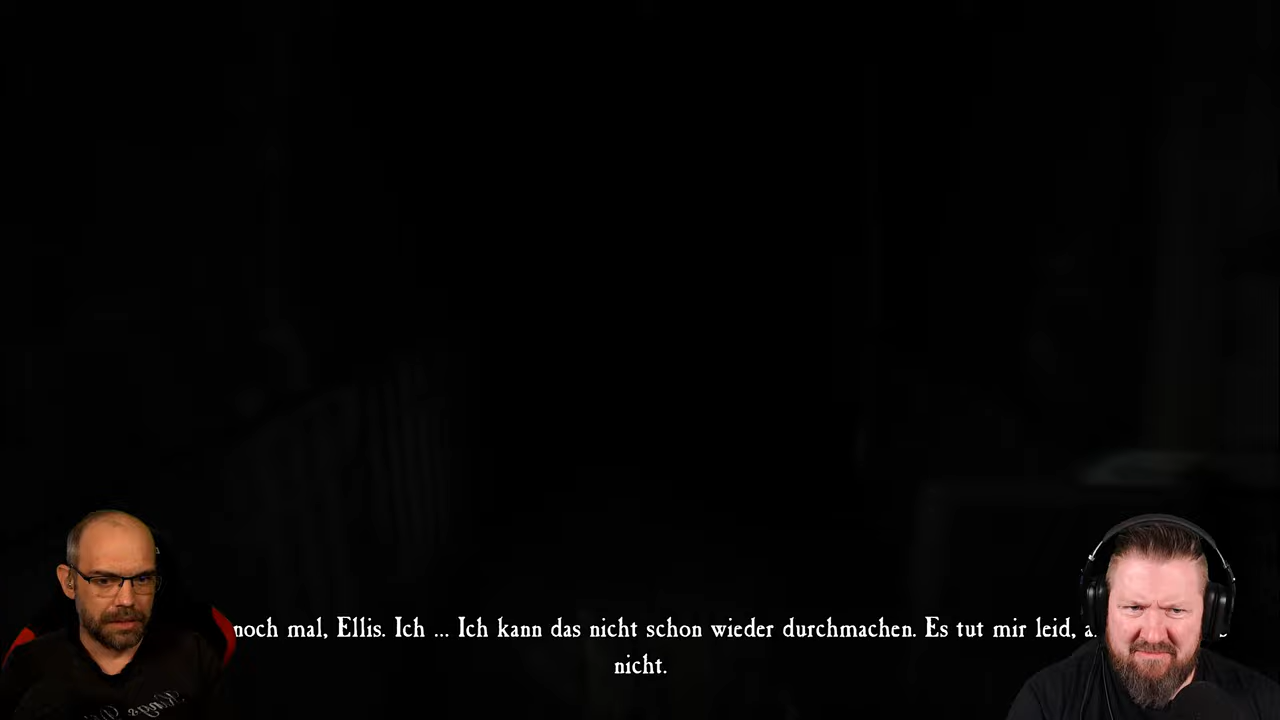 noch mal, Ellis. Ich ... Ich kann das nicht schon wieder durchmachen. Es tut mir leid,
nicht.